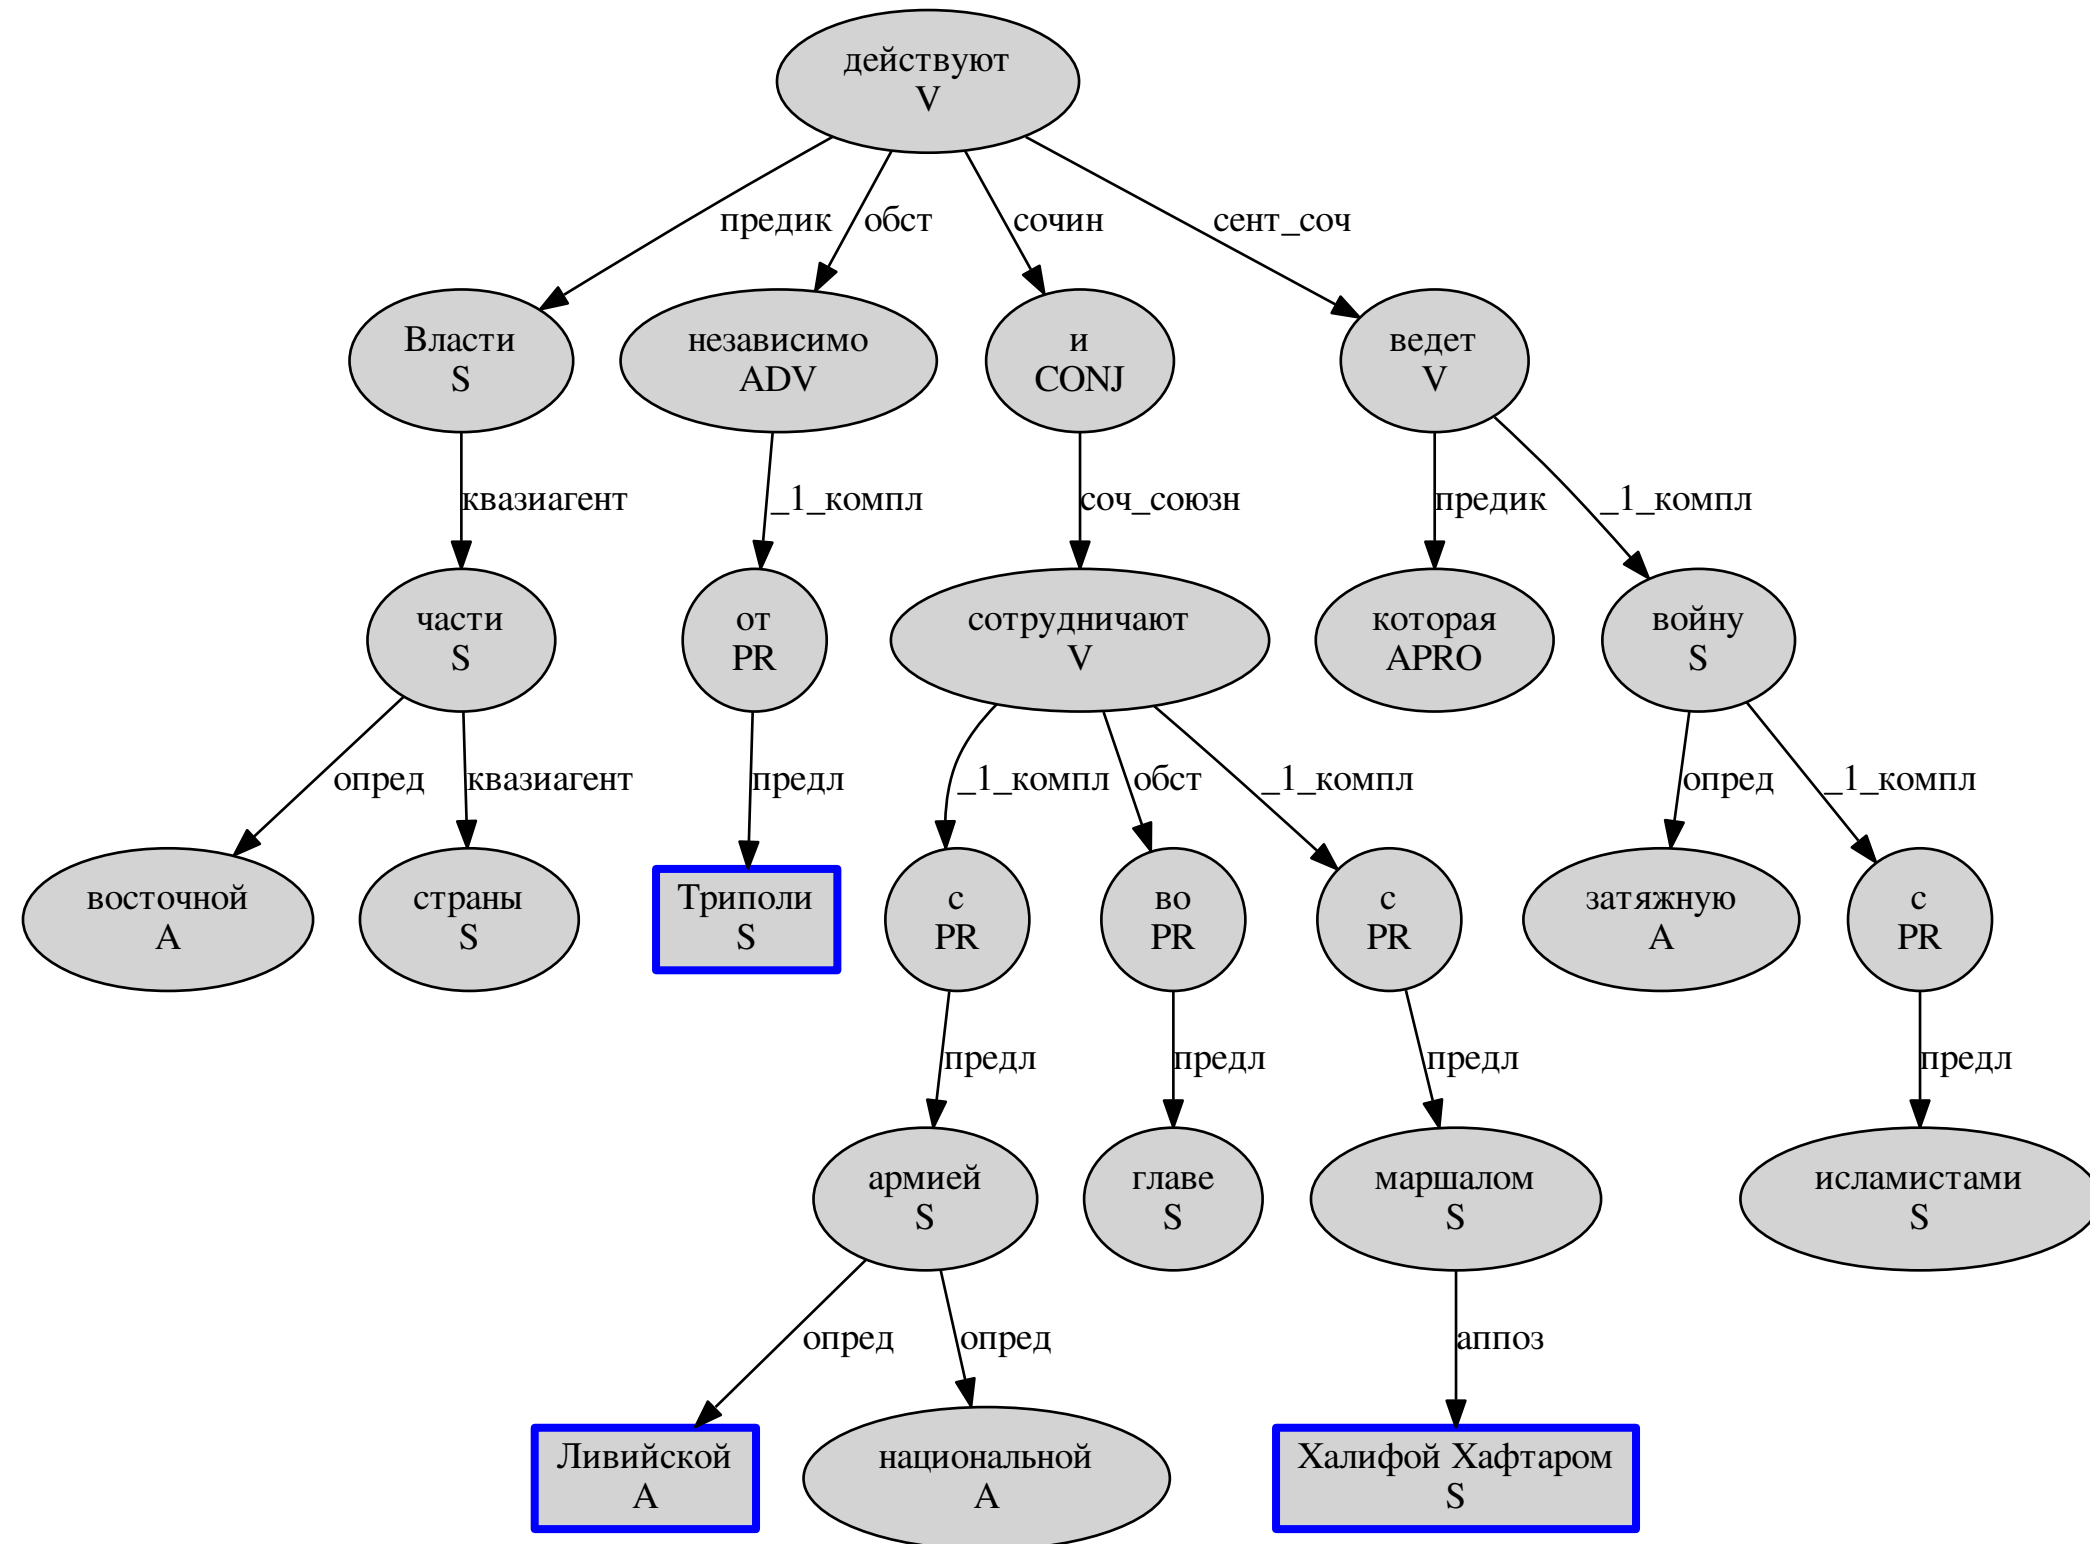 действуют
V
предик обст сочин сент_соч
Власти
S
независимо
ADV
и
CONJ
ведет
V
квазиагент _1_компл соч_союзн предик _1_компл
части
S
от
PR
сотрудничают
V
которая
APRO
войну
S
опред квазиагент предл _1_компл обст _1_компл опред _1_компл
восточной
A
страны
S
Триполи
S
с
PR
во
PR
с
PR
затяжную
A
с
PR
предл предл предл предл
армией
S
главе
S
маршалом
S
исламистами
S
опред опред аппоз
Ливийской
A
национальной
A
Халифой Хафтаром
S